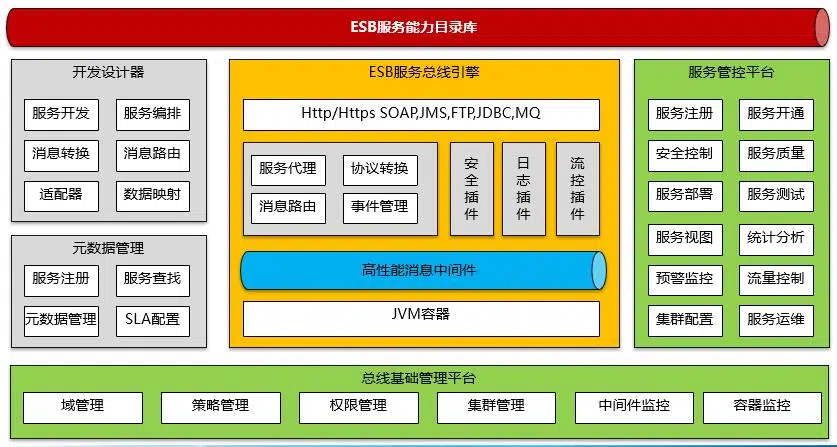 ESB服务能力目录库
开发设计器
服务开发 服务编排
消息转换 消息路由
适配器 数据映射
元数据管理
服务注册 服务查找
元数据管理 SLA配置
ESB服务总线引擎
Http/Https SOAP,JMS,FTP,JDBC,MQ
服务代理 协议转换
消息路由 事件管理
安全插件
日志插件
流控插件
高性能消息中间件
JVM容器
服务管控平台
服务注册 服务开通
安全控制 服务质量
服务部署 服务测试
服务视图 统计分析
预警监控 流量控制
集群配置 服务运维
总线基础管理平台
域管理 策略管理 权限管理 集群管理 中间件监控 容器监控